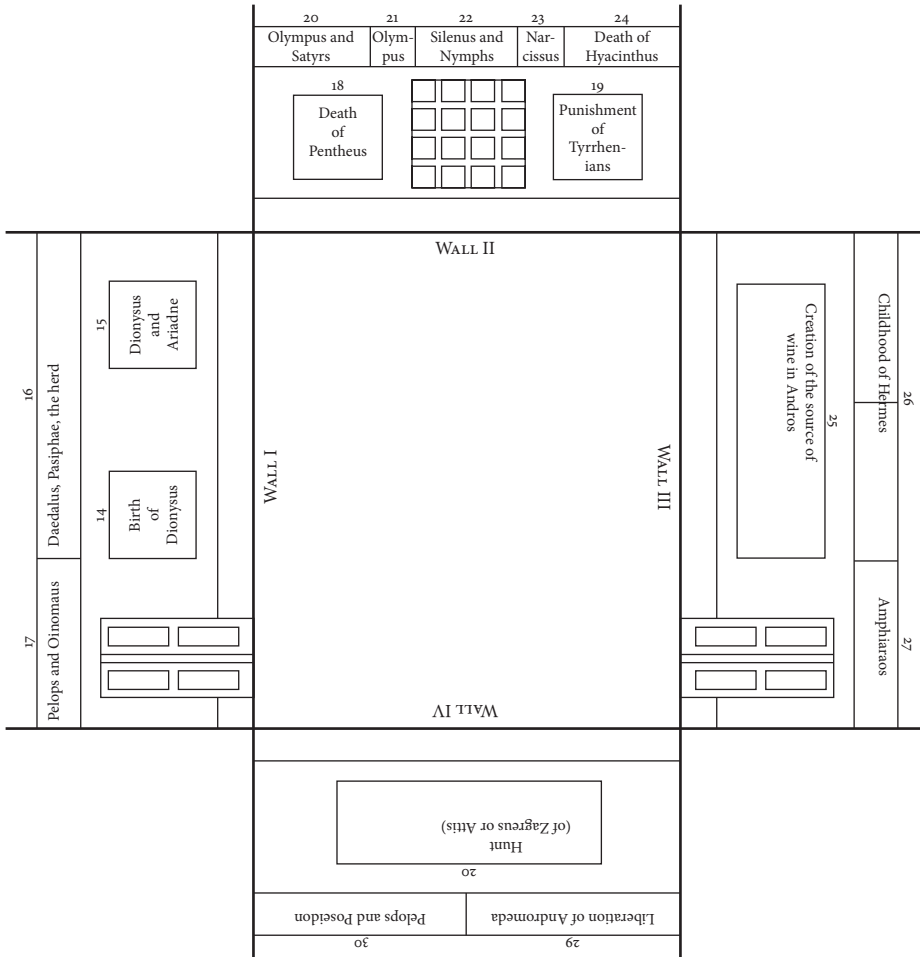 20
21
22
23
24
Olympus and
Satyrs
Olym-
pus
Silenus and
Nymphs
Nar-
cissus
Death of
Hyacinthus
18
Death
of
Pentheus
19
Punishment
of
Tyrrhen-
ians
Wall II
16
Daedalus, Pasiphae, the herd
15
Dionysus
and
Ariadne
14
Birth
of
Dionysus
17
Pelops and Oinomaus
Wall I
Wall III
Creation of the source of
wine in Andros
25
Childhood of Hermes
26
Amphiaraos
27
Wall IV
Hunt
(of Zagreus or Attis)
20
Liberation of Andromeda
29
Pelops and Poseidon
30